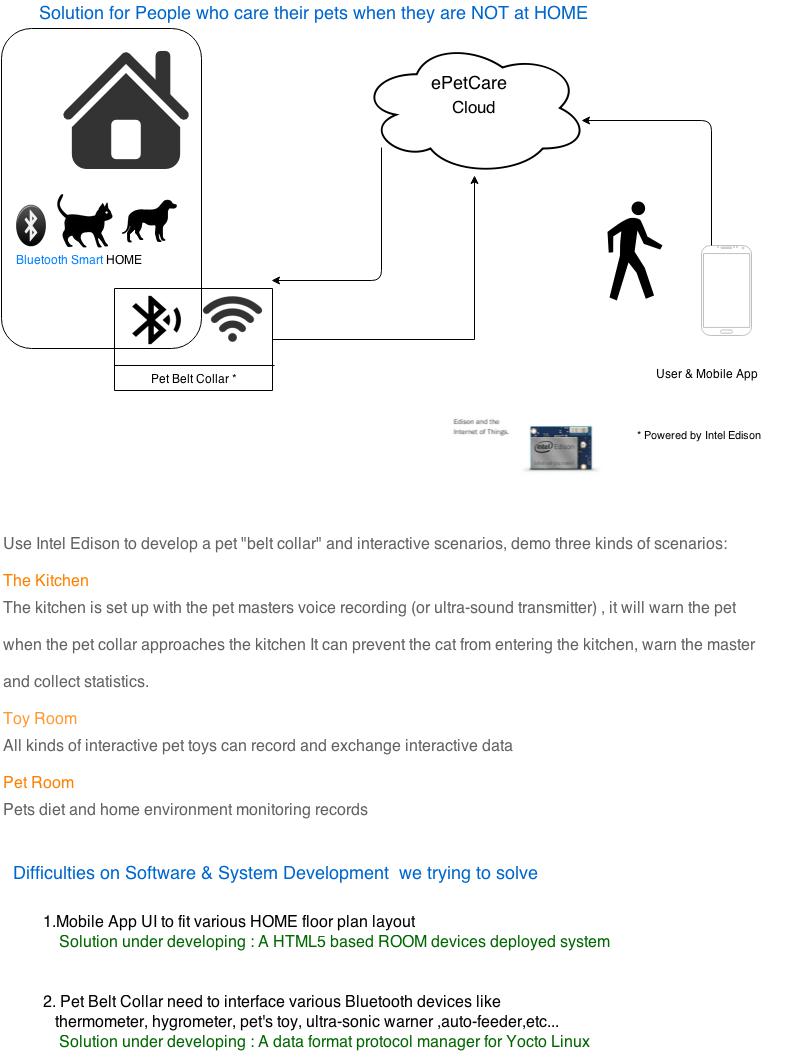 Solution for People who care their pets when they are NOT at HOME
ePetCare
Cloud
Bluetooth Smart HOME
Pet Belt Collar *
User & Mobile App
Edison and the
Internet of Things.
intel Edison
* Powered by Intel Edison
Use Intel Edison to develop a pet "belt collar" and interactive scenarios, demo three kinds of scenarios:
The Kitchen
The kitchen is set up with the pet masters voice recording (or ultra-sound transmitter) , it will warn the pet
when the pet collar approaches the kitchen It can prevent the cat from entering the kitchen, warn the master
and collect statistics.
Toy Room
All kinds of interactive pet toys can record and exchange interactive data
Pet Room
Pets diet and home environment monitoring records
Difficulties on Software & System Development we trying to solve
1.Mobile App UI to fit various HOME floor plan layout
Solution under developing : A HTML5 based ROOM devices deployed system
2. Pet Belt Collar need to interface various Bluetooth devices like
thermometer, hygrometer, pet's toy, ultra-sonic warner ,auto-feeder,etc...
Solution under developing : A data format protocol manager for Yocto Linux